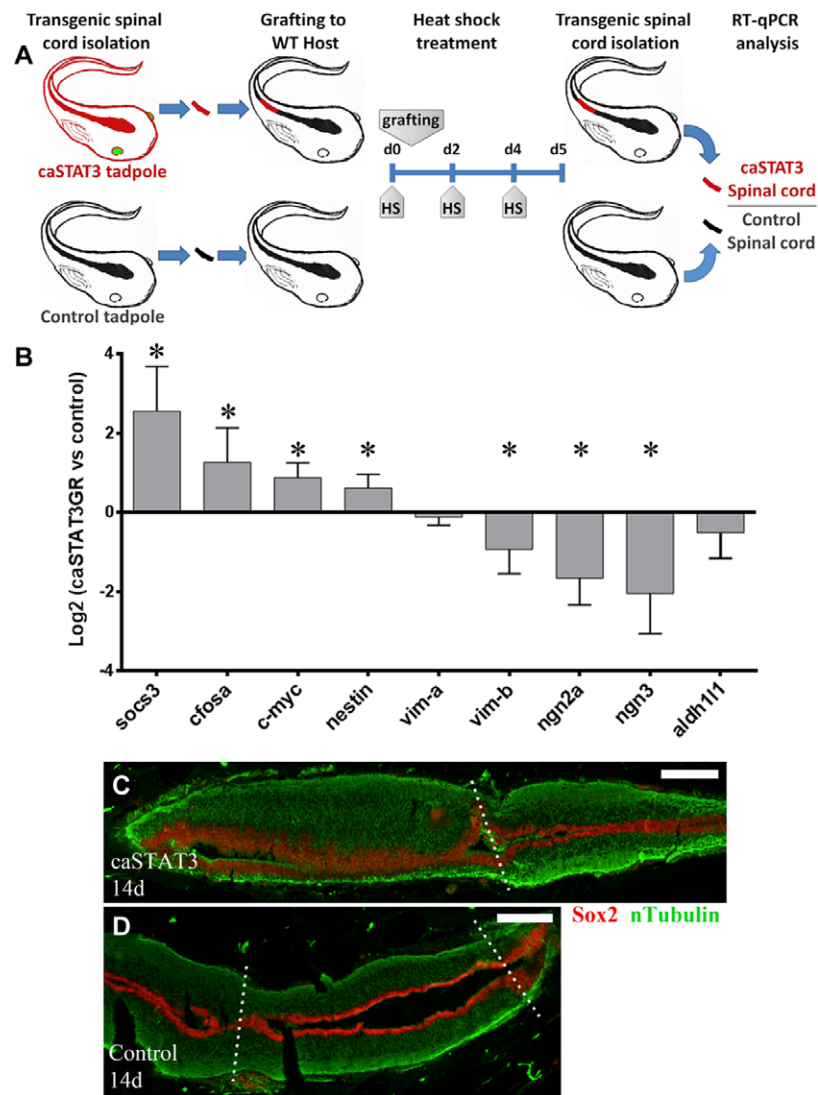 Transgenic spinal cord isolation
Grafting to WT Host
Heat shock treatment
Transgenic spinal cord isolation
RT-qPCR analysis
A
grafting
d0 d2 d4 d5
HS HS HS
caSTAT3 tadpole
caSTAT3 Spinal cord
Control Spinal cord
Control tadpole
B
Log2 (caSTAT3GR vs control)
4
*
*
*
*
*
*
*
2
0
-2
-4
socs3
cfosa
c-myc
nestin
vim-a
vim-b
ngn2a
ngn3
aldh1l1
C
caSTAT3
14d
Sox2 nTubulin
D
Control
14d